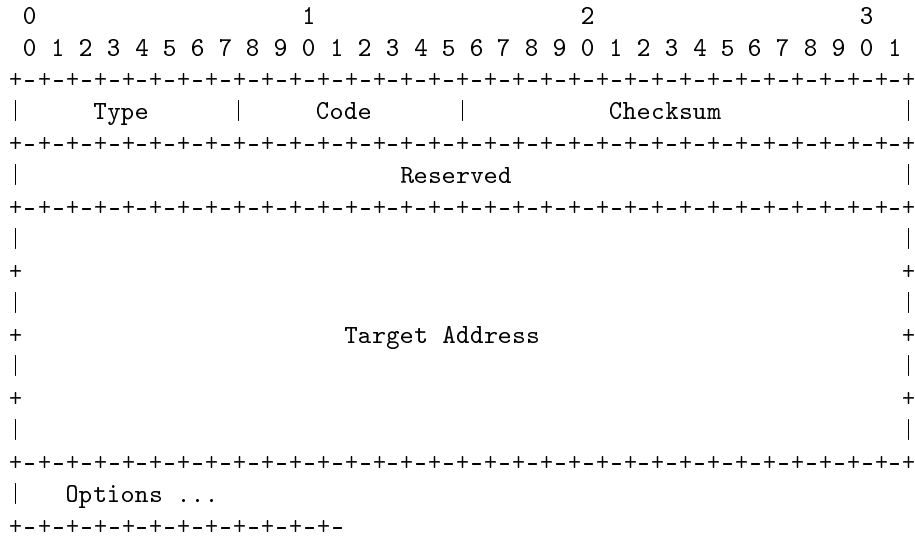 0                   1                   2                   3
0 1 2 3 4 5 6 7 8 9 0 1 2 3 4 5 6 7 8 9 0 1 2 3 4 5 6 7 8 9 0 1
+-+-+-+-+-+-+-+-+-+-+-+-+-+-+-+-+-+-+-+-+-+-+-+-+-+-+-+-+-+-+-+-+
|     Type      |     Code      |          Checksum             |
+-+-+-+-+-+-+-+-+-+-+-+-+-+-+-+-+-+-+-+-+-+-+-+-+-+-+-+-+-+-+-+-+
|                           Reserved                            |
+-+-+-+-+-+-+-+-+-+-+-+-+-+-+-+-+-+-+-+-+-+-+-+-+-+-+-+-+-+-+-+-+
|                                                               |
+                                                               +
|                                                               |
+                       Target Address                          +
|                                                               |
+                                                               +
|                                                               |
+-+-+-+-+-+-+-+-+-+-+-+-+-+-+-+-+-+-+-+-+-+-+-+-+-+-+-+-+-+-+-+-+
|   Options ...
+-+-+-+-+-+-+-+-+-+-+-+-